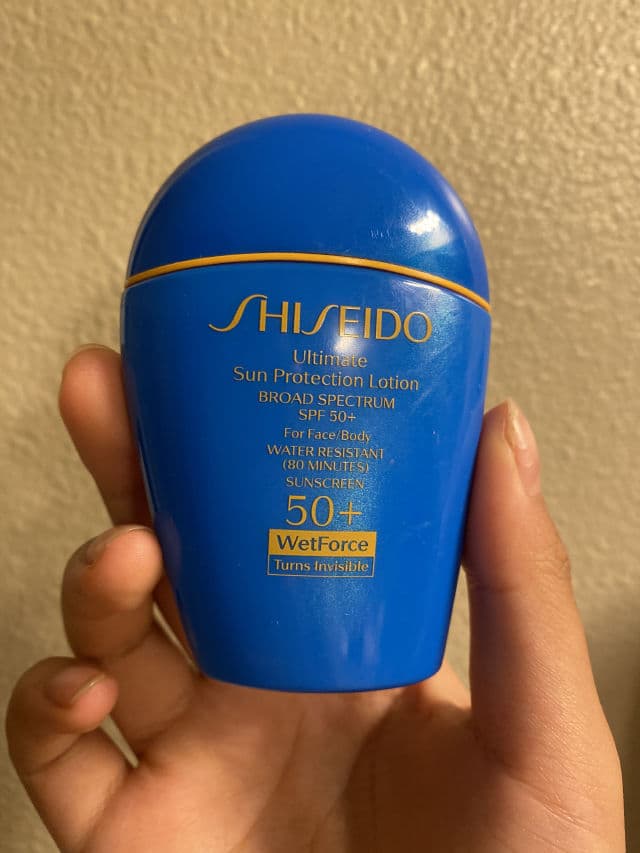 SHISEIDO
Ultimate
Sun Protection Lotion
BROAD SPECTRUM
SPF 50+
For Face/Body
WATER RESISTANT
(80 MINUTES)
SUNSCREEN
50+
WetForce
Turns Invisible